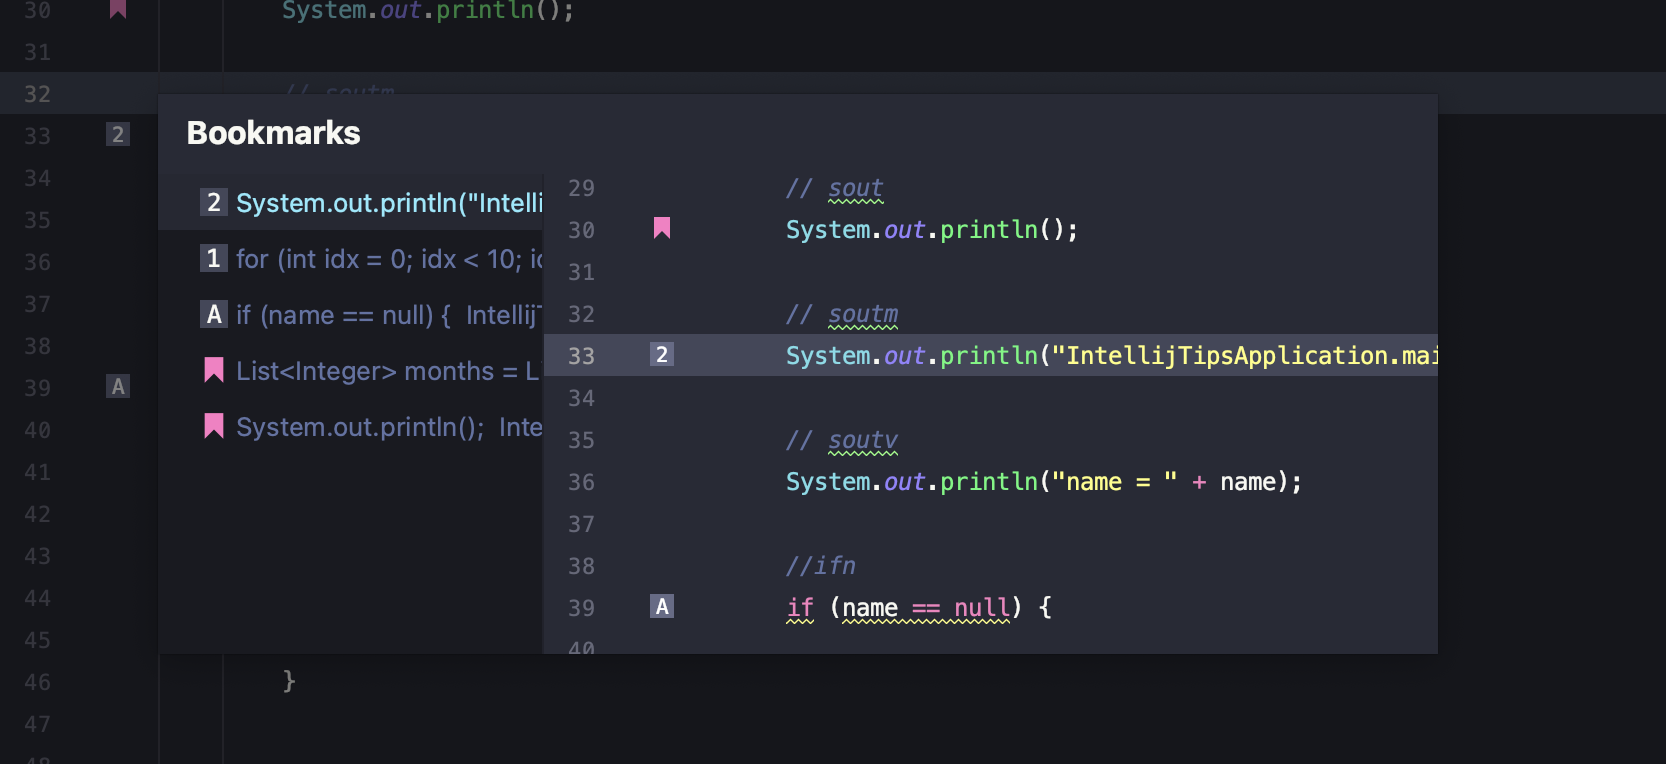 30 System.out.println();
31
32 // soutm
33 2
34
35
36
37
38
39 A
40
41
42
43
44
45
46 }
47
48
Bookmarks
2 System.out.println("Intelli
1 for (int idx = 0; idx < 10; id
A if (name == null) { Intellij
List<Integer> months = L
System.out.println(); Inte
29 // sout
30 System.out.println();
31
32 // soutm
33 2 System.out.println("IntellijTipsApplication.mai
34
35 // soutv
36 System.out.println("name = " + name);
37
38 //ifn
39 A if (name == null) {
40